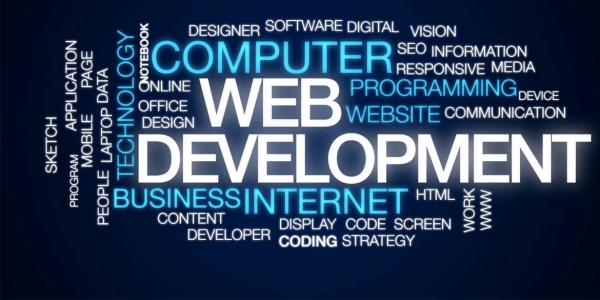 DESIGNER SOFTWARE DIGITAL VISION
COMPUTER SEO INFORMATION
RESPONSIVE MEDIA
NOTEBOOK
TECHNOLOGY
ONLINE
OFFICE
DESIGN
WEB
PROGRAMMING DEVICE
WEBSITE COMMUNICATION
DEVELOPMENT
SKETCH
APPLICATION
PROGRAM
MOBILE PAGE
PEOPLE LAPTOP DATA
BUSINESS INTERNET HTML
WORK
WWW
CONTENT DISPLAY CODE SCREEN
DEVELOPER CODING STRATEGY